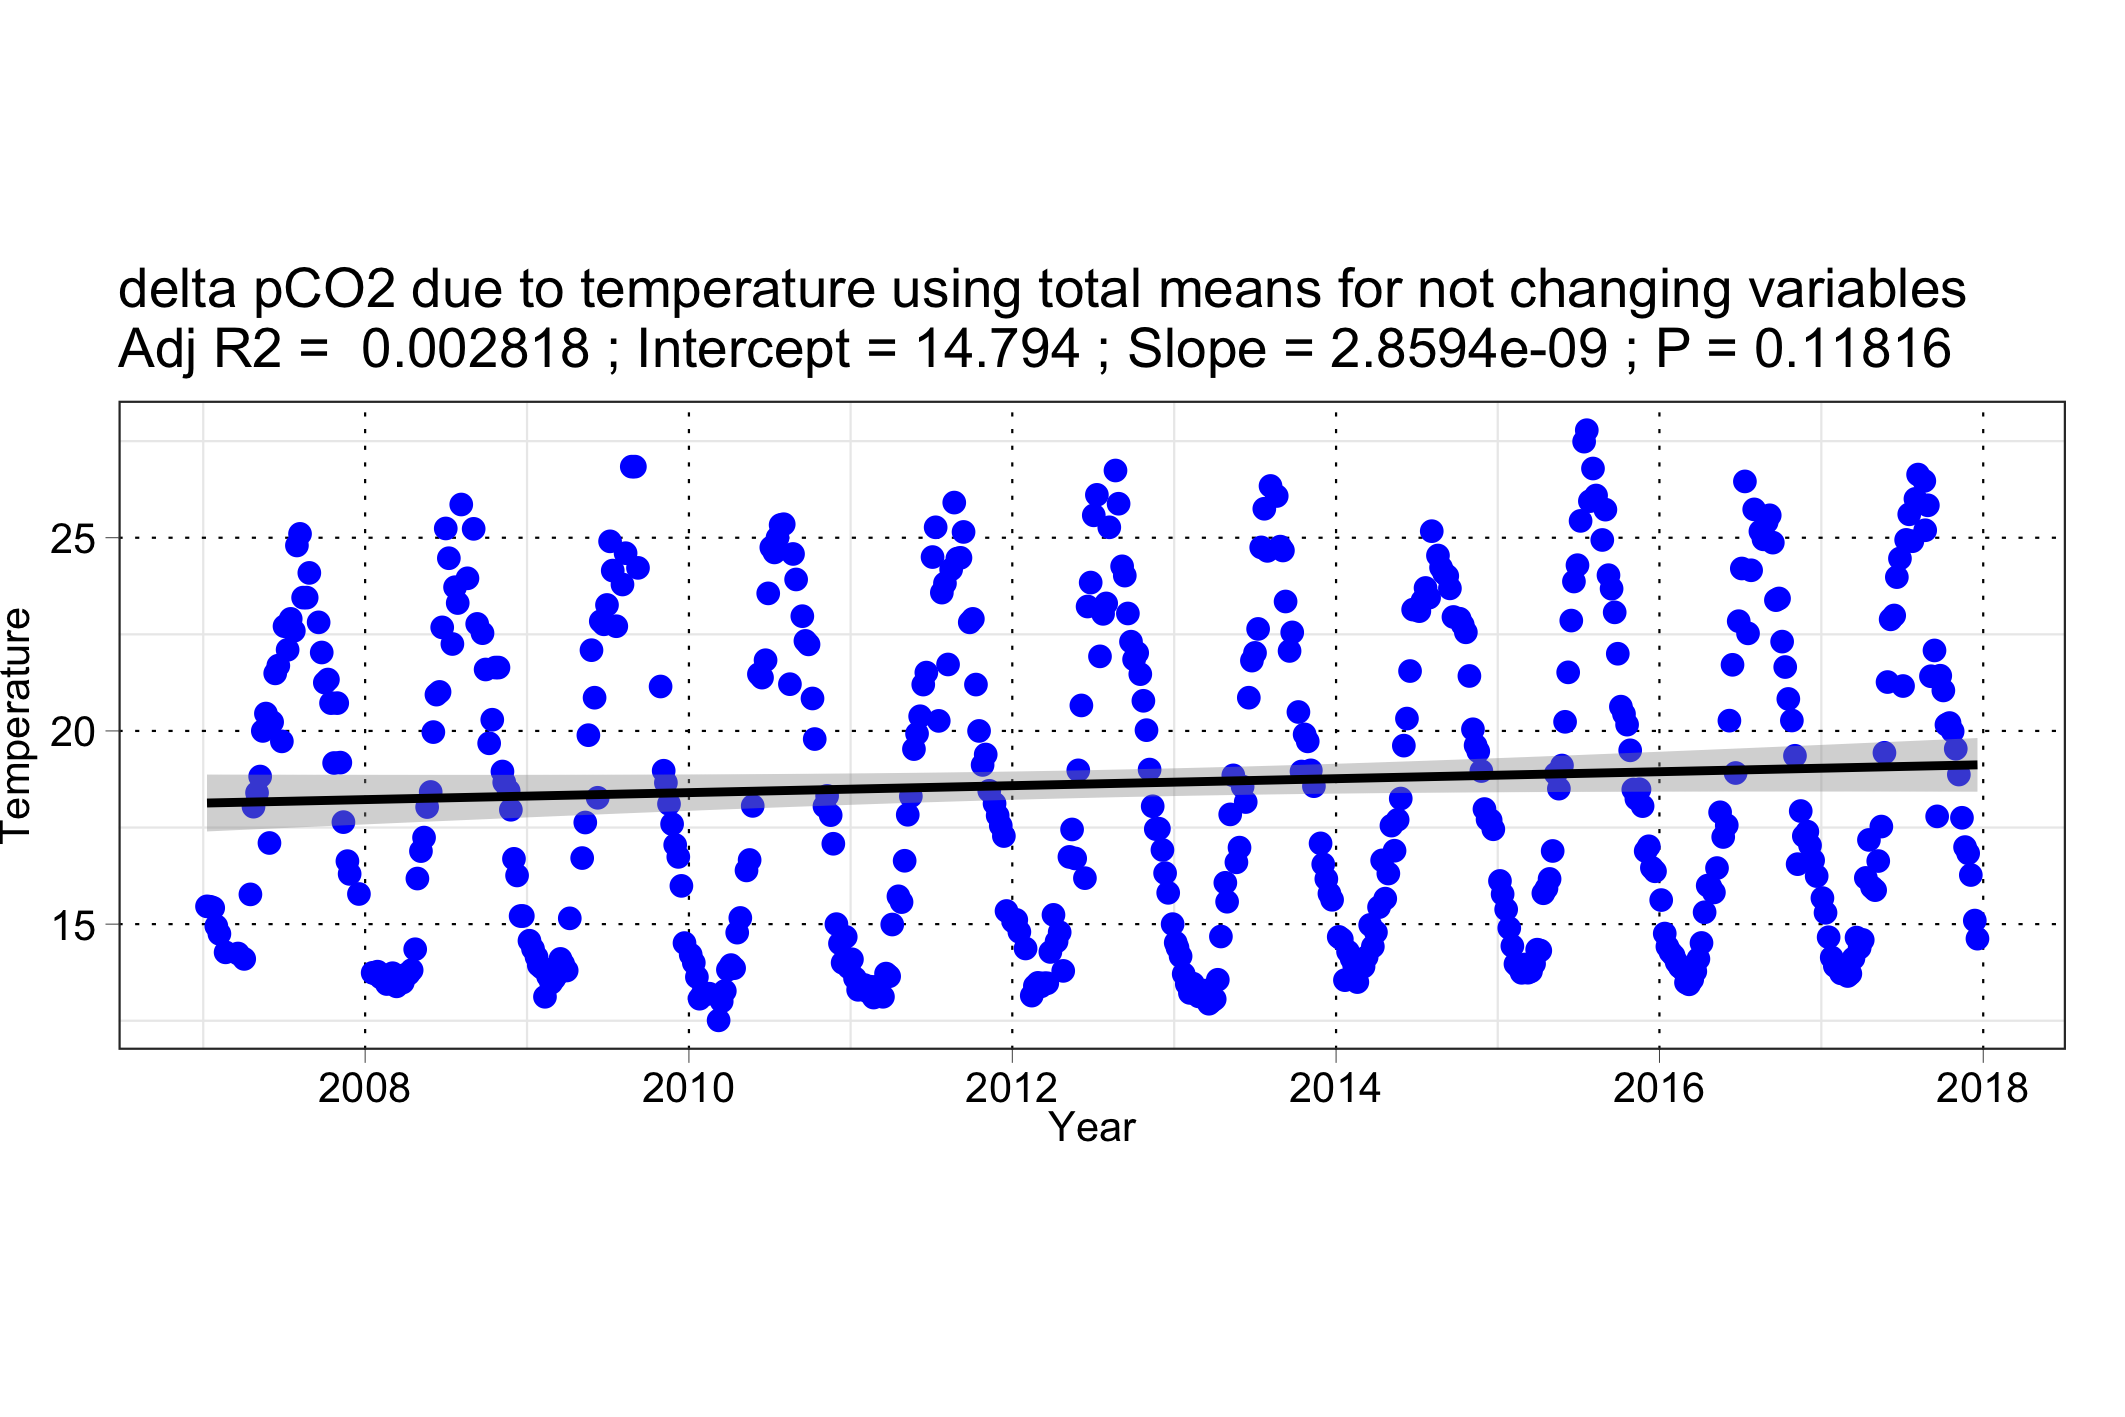 delta pCO2 due to temperature using total means for not changing variables
Adj R2 =  0.002818 ; Intercept = 14.794 ; Slope = 2.8594e-09 ; P = 0.11816
Temperature
25
20
15
2008 2010 2012 2014 2016 2018
Year